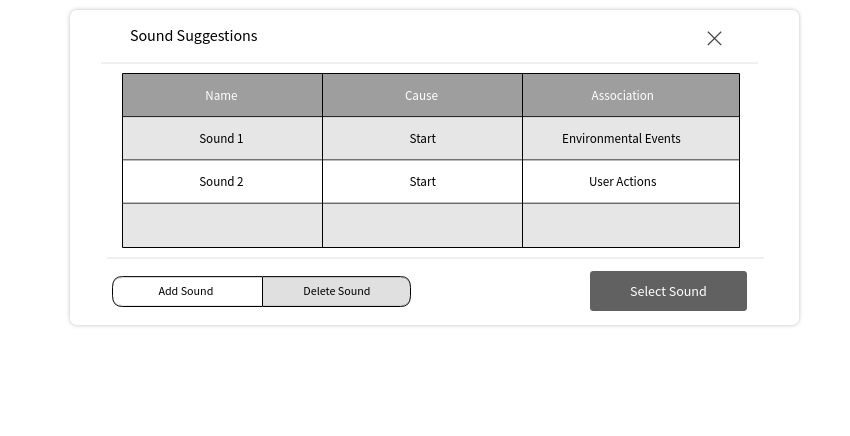 Sound Suggestions
Name Cause Association
Sound 1 Start Environmental Events
Sound 2 Start User Actions
Add Sound Delete Sound Select Sound